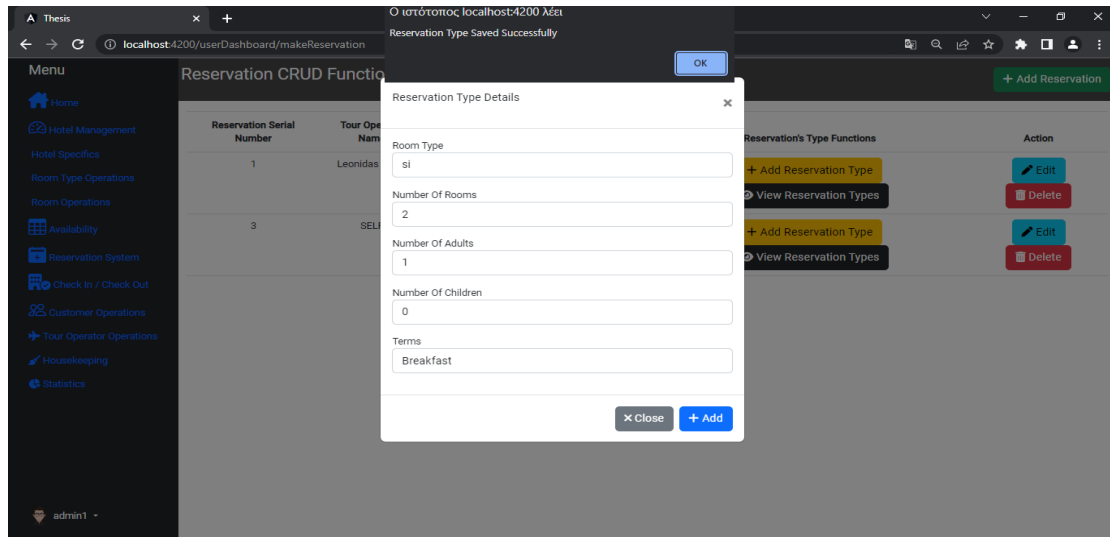 Thesis
Ο ιστότοπος localhost:4200 λέει
Reservation Type Saved Successfully
OK
localhost:4200/userDashboard/makeReservation
Menu
Home
Hotel Management
Hotel Specifics
Room Type Operations
Room Operations
Availability
Reservation System
Check In / Check Out
Customer Operations
Tour Operator Operations
Housekeeping
Statistics
admin1
Reservation CRUD Functio
+ Add Reservation
Reservation Serial Number
Tour Ope
Nam
Reservation's Type Functions
Action
1
Leonidas
+ Add Reservation Type
View Reservation Types
Edit
Delete
3
SELF
+ Add Reservation Type
View Reservation Types
Edit
Delete
Reservation Type Details
×
Room Type
si
Number Of Rooms
2
Number Of Adults
1
Number Of Children
0
Terms
Breakfast
× Close
+ Add